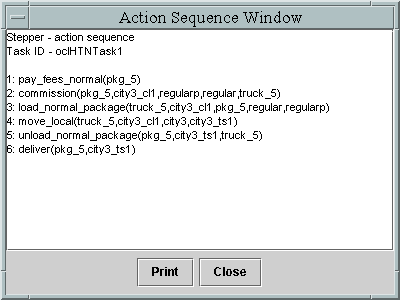 Action Sequence Window
Stepper - action sequence
Task ID - oclHTNTask1
1: pay_fees_normal(pkg_5)
2: commission(pkg_5,city3_cl1,regularp,regular,truck_5)
3: load_normal_package(truck_5,city3_cl1,pkg_5,regular,regularp)
4: move_local(truck_5,city3_cl1,city3,city3_ts1)
5: unload_normal_package(pkg_5,city3_ts1,truck_5)
6: deliver(pkg_5,city3_ts1)
Print Close